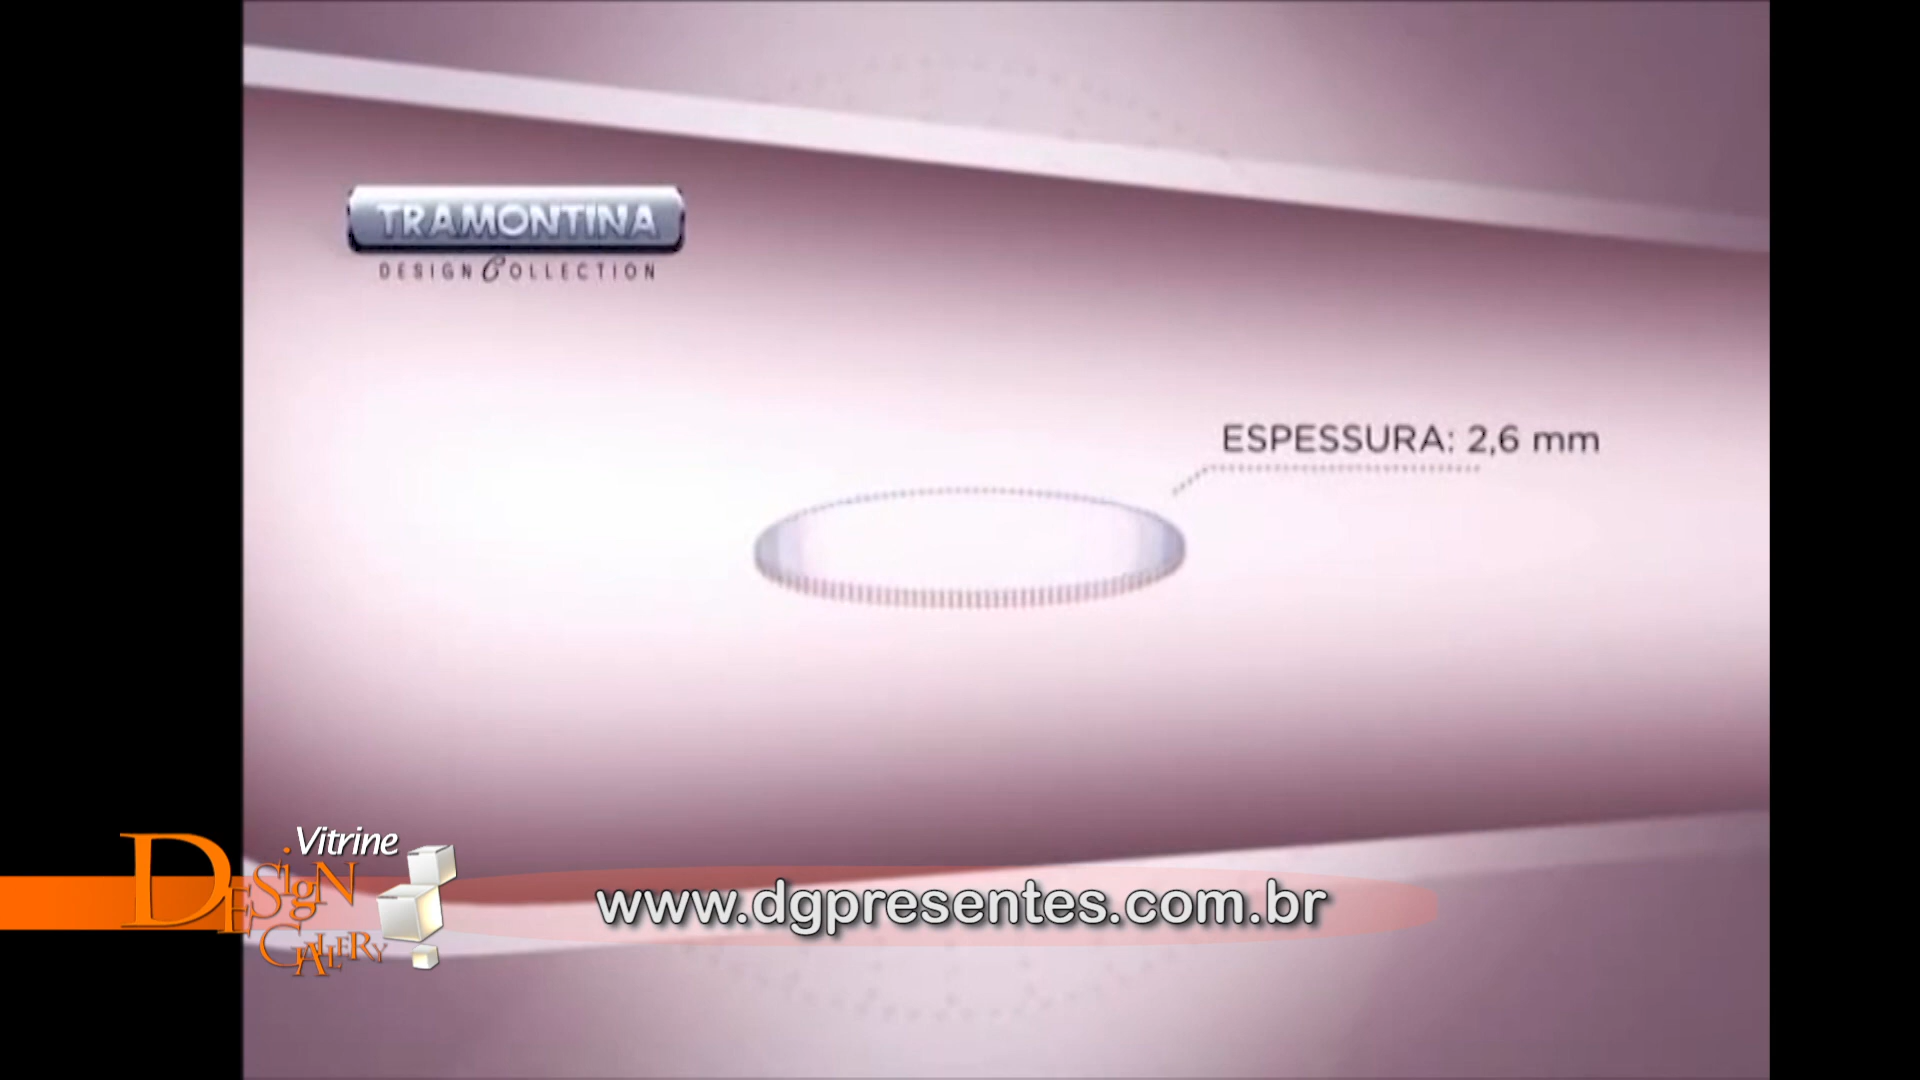 TRAMONTINA
DESIGN COLLECTION
ESPESSURA: 2,6 mm
Vitrine
DESIGN
GALLERY
www.dgpresentes.com.br